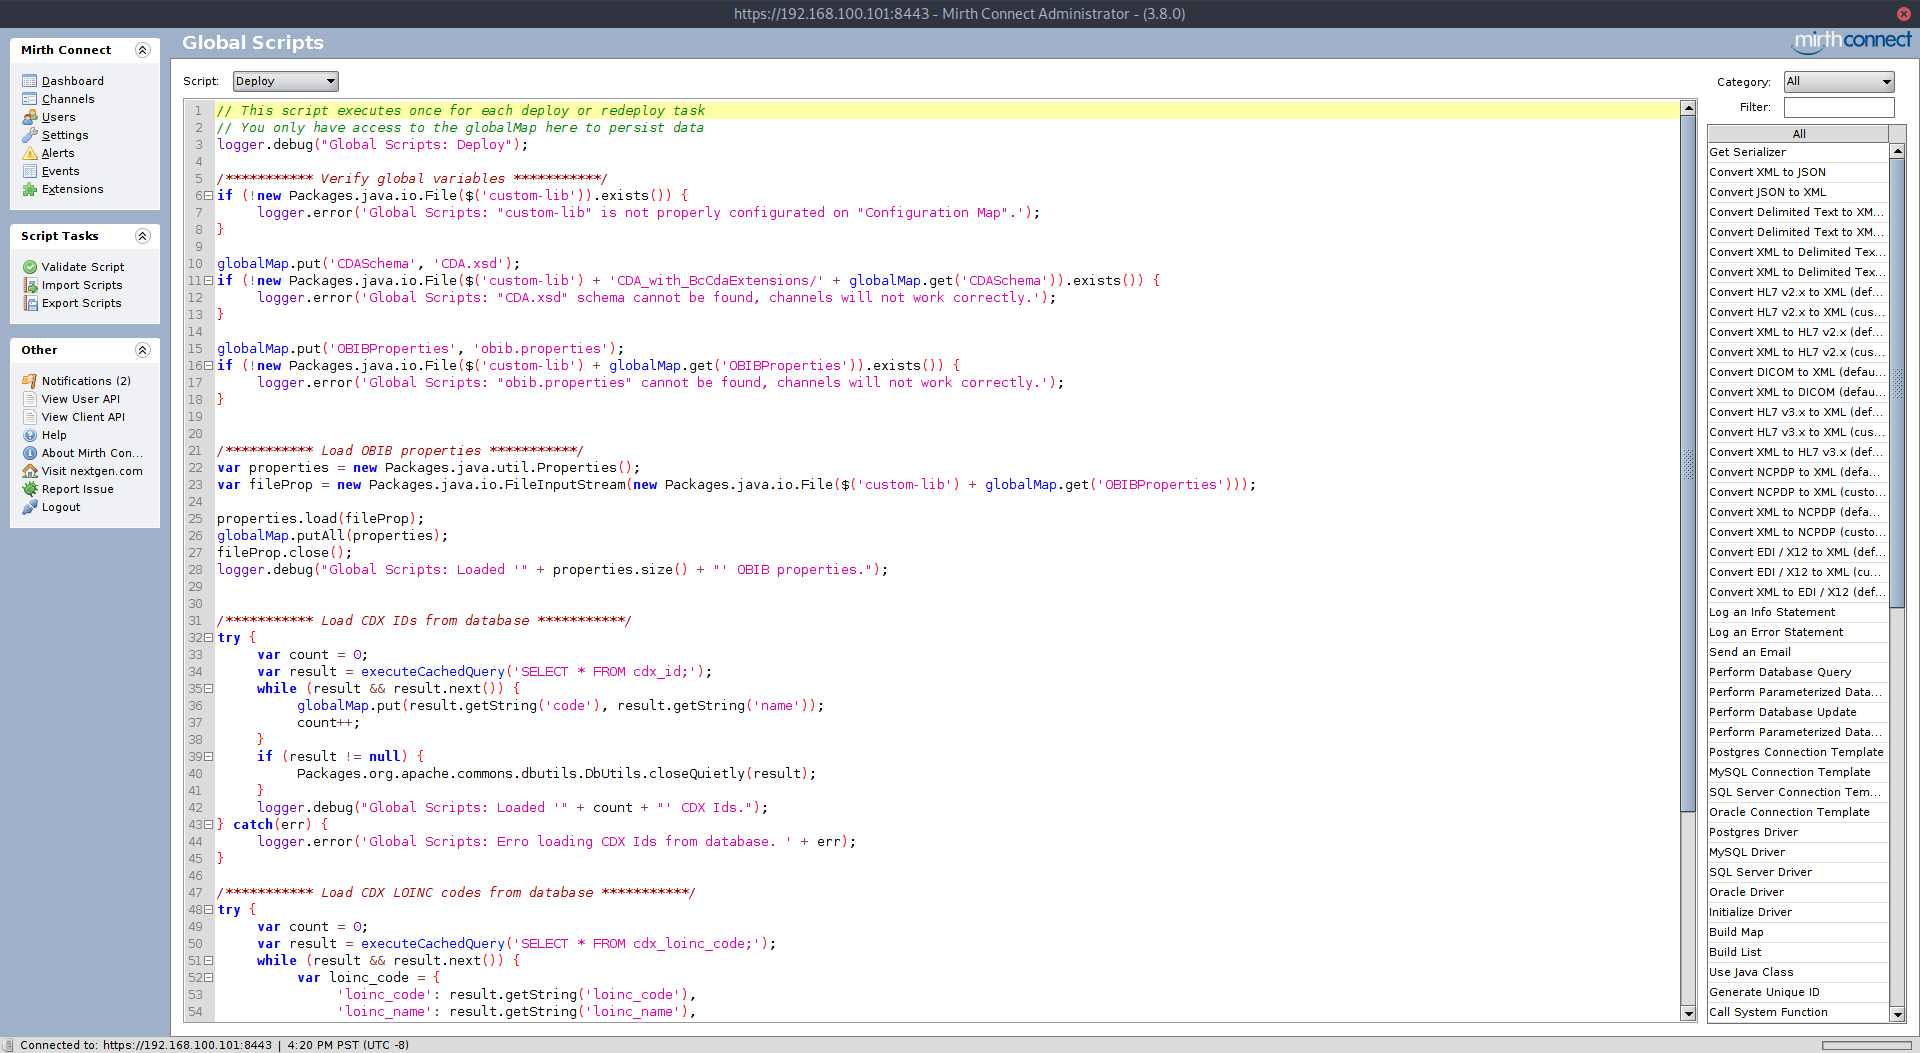 https://192.168.100.101:8443 - Mirth Connect Administrator - (3.8.0)
Mirth Connect
Dashboard
Channels
Users
Settings
Alerts
Events
Extensions
Script Tasks
Validate Script
Import Scripts
Export Scripts
Other
Notifications (2)
View User API
View Client API
Help
About Mirth Con...
Visit nextgen.com
Report Issue
Logout
Global Scripts
mirthconnect
Script: Deploy
1 // This script executes once for each deploy or redeploy task
2 // You only have access to the globalMap here to persist data
3 logger.debug("Global Scripts: Deploy");
4
5 /*********** Verify global variables ***********/
6 if (!new Packages.java.io.File($('custom-lib')).exists()) {
7 logger.error('Global Scripts: "custom-lib" is not properly configurated on "Configuration Map".');
8 }
9
10 globalMap.put('CDASchema', 'CDA.xsd');
11 if (!new Packages.java.io.File($('custom-lib') + 'CDA_with_BcCdaExtensions/' + globalMap.get('CDASchema')).exists()) {
12 logger.error('Global Scripts: "CDA.xsd" schema cannot be found, channels will not work correctly.');
13 }
14
15 globalMap.put('OBIBProperties', 'obib.properties');
16 if (!new Packages.java.io.File($('custom-lib') + globalMap.get('OBIBProperties')).exists()) {
17 logger.error('Global Scripts: "obib.properties" cannot be found, channels will not work correctly.');
18 }
19
20
21 /*********** Load OBIB properties ***********/
22 var properties = new Packages.java.util.Properties();
23 var fileProp = new Packages.java.io.FileInputStream(new Packages.java.io.File($('custom-lib') + globalMap.get('OBIBProperties')));
24
25 properties.load(fileProp);
26 globalMap.putAll(properties);
27 fileProp.close();
28 logger.debug("Global Scripts: Loaded '" + properties.size() + "' OBIB properties.");
29
30
31 /*********** Load CDX IDs from database ***********/
32 try {
33 var count = 0;
34 var result = executeCachedQuery('SELECT * FROM cdx_id;');
35 while (result && result.next()) {
36 globalMap.put(result.getString('code'), result.getString('name'));
37 count++;
38 }
39 if (result != null) {
40 Packages.org.apache.commons.dbutils.DbUtils.closeQuietly(result);
41 }
42 logger.debug("Global Scripts: Loaded '" + count + "' CDX Ids.");
43 } catch(err) {
44 logger.error('Global Scripts: Erro loading CDX Ids from database. ' + err);
45 }
46
47 /*********** Load CDX LOINC codes from database ***********/
48 try {
49 var count = 0;
50 var result = executeCachedQuery('SELECT * FROM cdx_loinc_code;');
51 while (result && result.next()) {
52 var loinc_code = {
53 'loinc_code': result.getString('loinc_code'),
54 'loinc_name': result.getString('loinc_name'),
Category: All
Filter:
All
Get Serializer
Convert XML to JSON
Convert JSON to XML
Convert Delimited Text to XM...
Convert Delimited Text to XM...
Convert XML to Delimited Tex...
Convert XML to Delimited Tex...
Convert HL7 v2.x to XML (def...
Convert HL7 v2.x to XML (cus...
Convert XML to HL7 v2.x (def...
Convert XML to HL7 v2.x (cus...
Convert DICOM to XML (defau...
Convert XML to DICOM (defau...
Convert HL7 v3.x to XML (def...
Convert HL7 v3.x to XML (cus...
Convert XML to HL7 v3.x (def...
Convert NCPDP to XML (defa...
Convert NCPDP to XML (custo...
Convert XML to NCPDP (defa...
Convert XML to NCPDP (custo...
Convert EDI / X12 to XML (def...
Convert EDI / X12 to XML (cu...
Convert XML to EDI / X12 (def...
Log an Info Statement
Log an Error Statement
Send an Email
Perform Database Query
Perform Parameterized Data...
Perform Database Update
Perform Parameterized Data...
Postgres Connection Template
MySQL Connection Template
SQL Server Connection Tem...
Oracle Connection Template
Postgres Driver
MySQL Driver
SQL Server Driver
Oracle Driver
Initialize Driver
Build Map
Build List
Use Java Class
Generate Unique ID
Call System Function
Connected to: https://192.168.100.101:8443 | 4:20 PM PST (UTC -8)